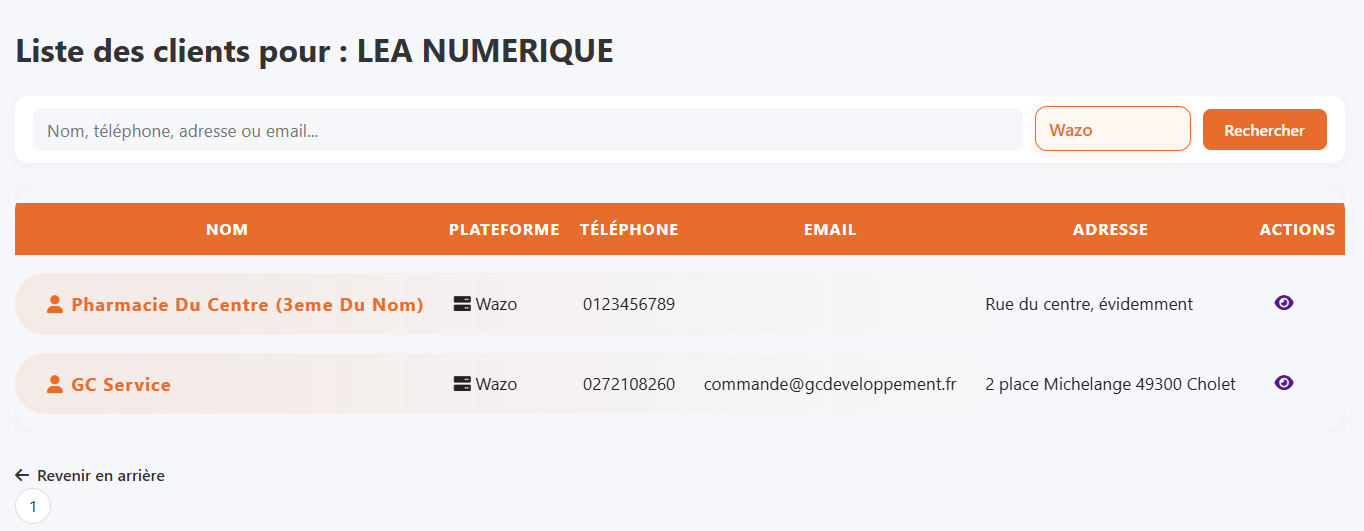 Liste des clients pour : LEA NUMERIQUE
Nom, téléphone, adresse ou email... Wazo Rechercher
NOM PLATEFORME TÉLÉPHONE EMAIL ADRESSE ACTIONS
Pharmacie Du Centre (3eme Du Nom) Wazo 0123456789 Rue du centre, évidemment
GC Service Wazo 0272108260 commande@gcdeveloppement.fr 2 place Michelange 49300 Cholet
Revenir en arrière
1